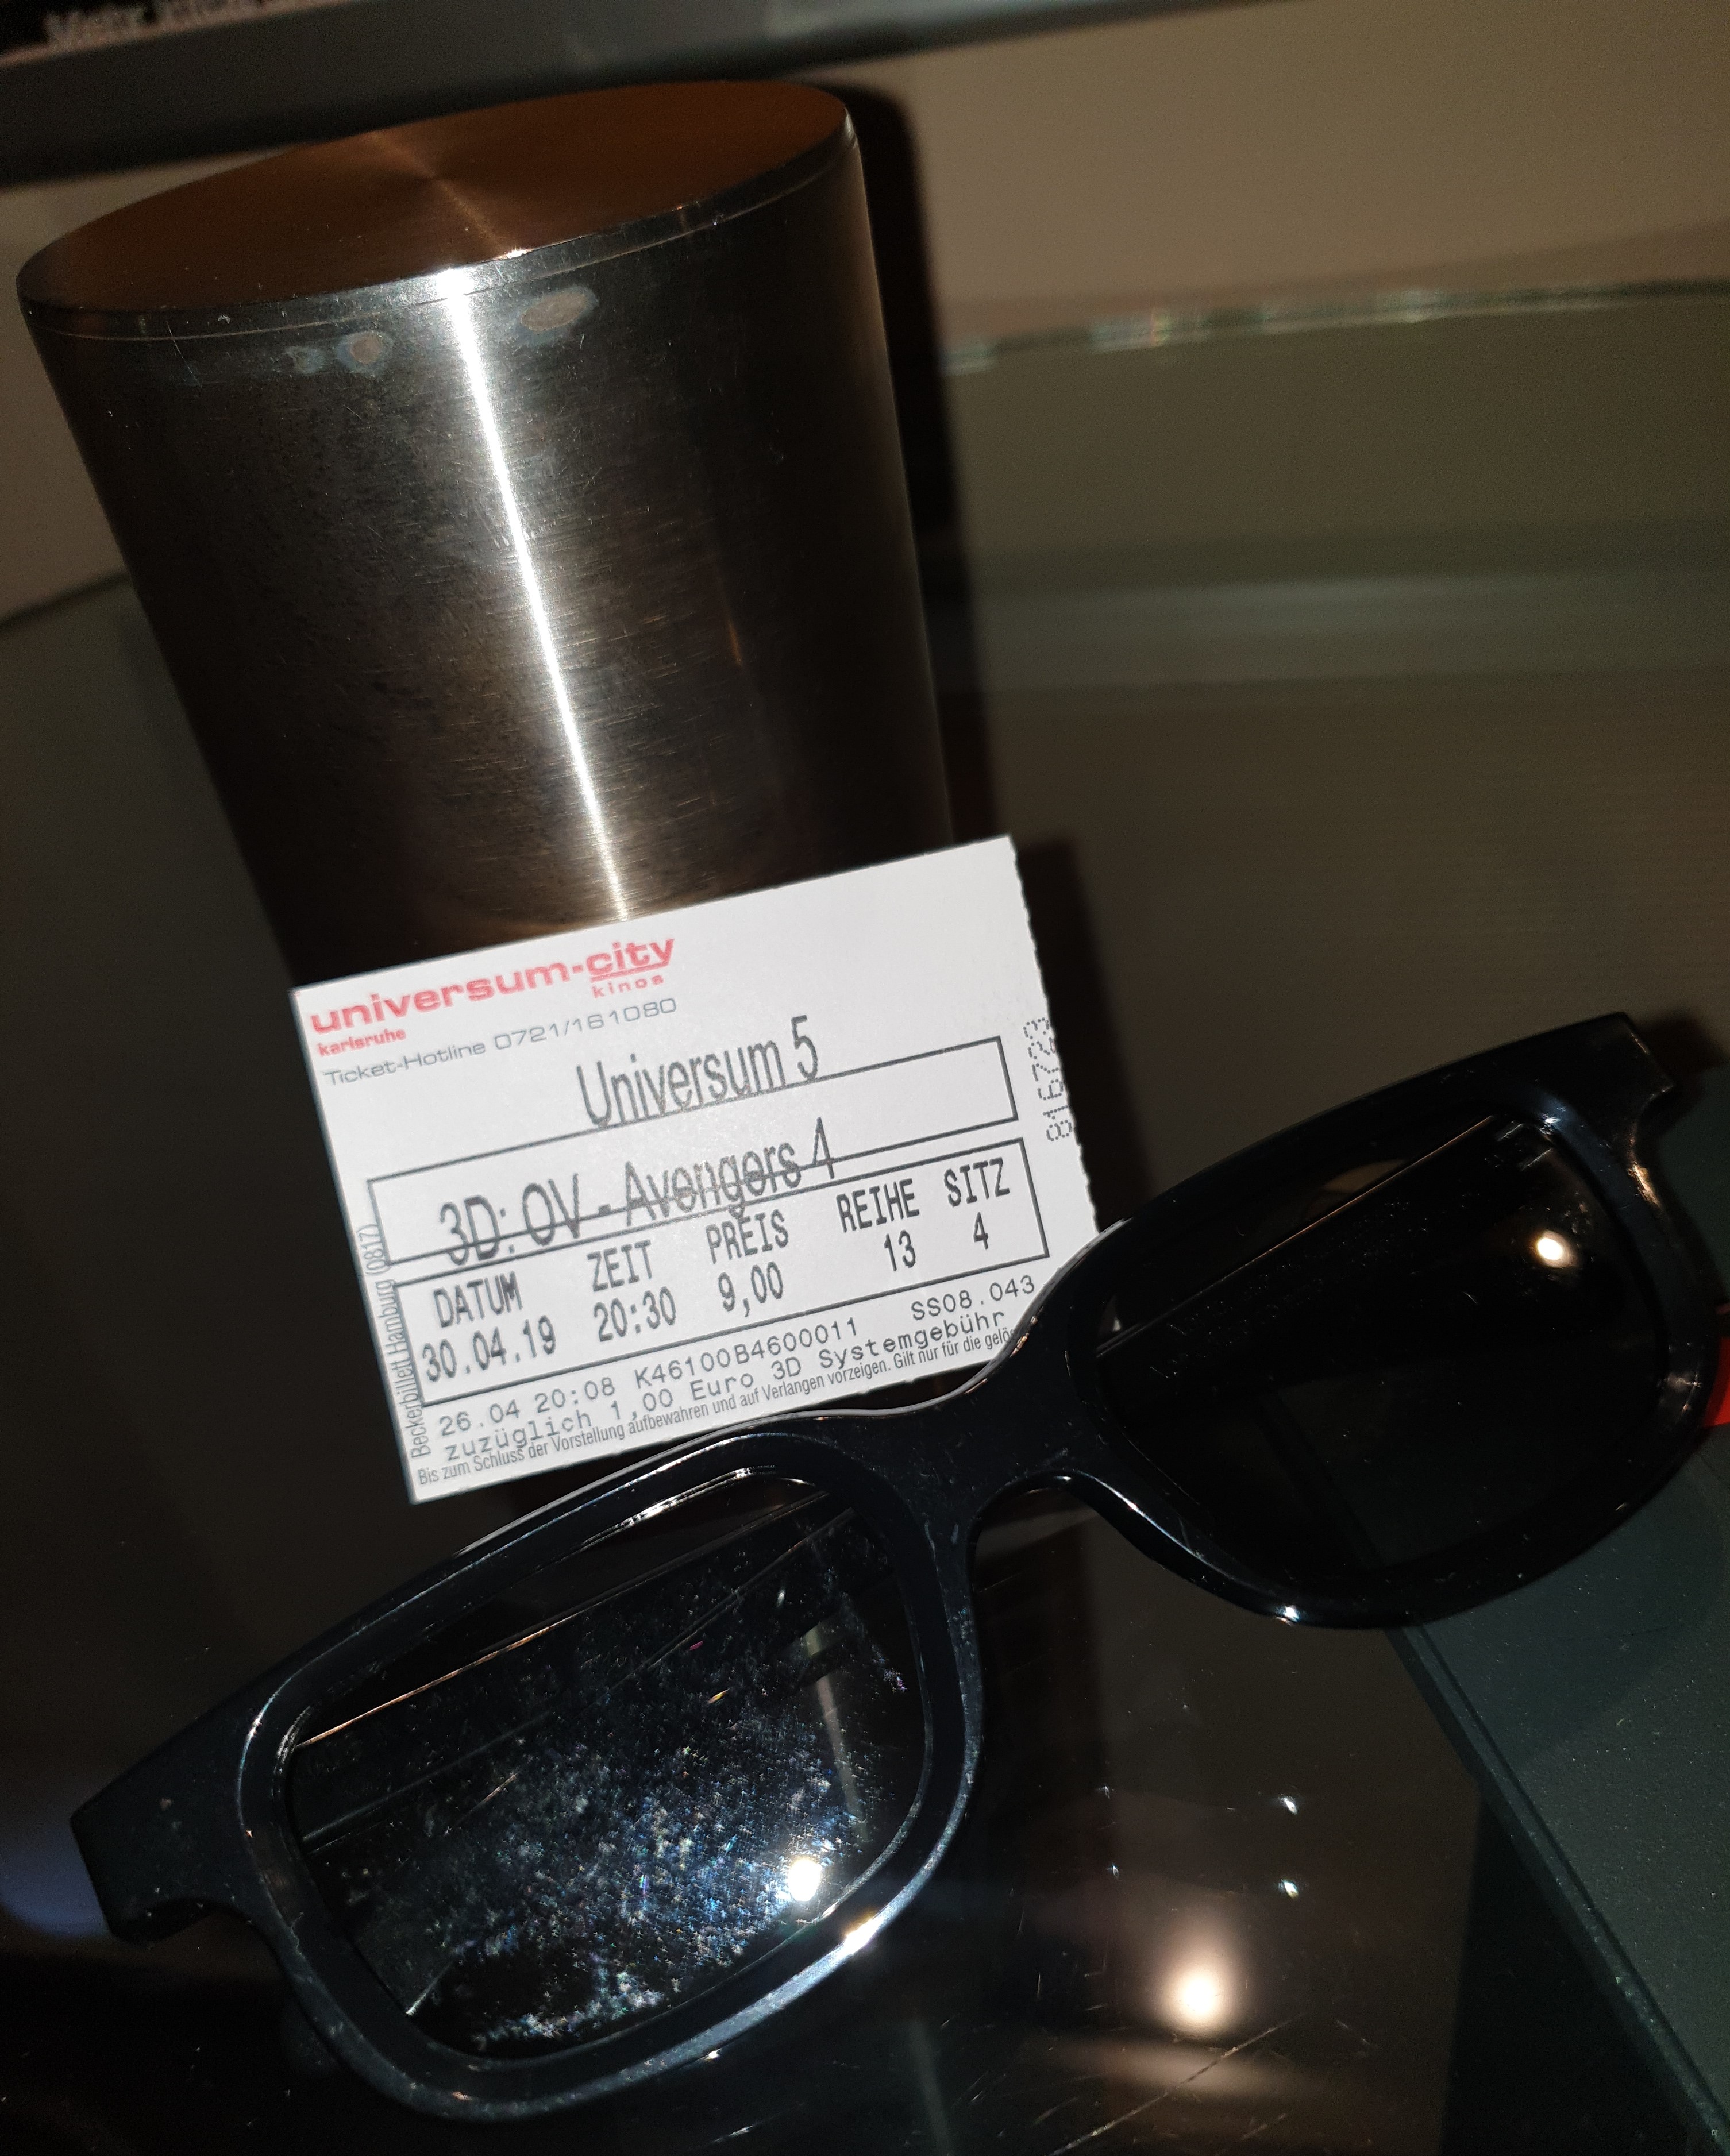 universum-city
kinos
karlsruhe
Ticket-Hotline 0721/161080
Universum 5
3D: OV - Avengers 4
DATUM ZEIT PREIS REIHE SITZ
30.04.19 20:30 9,00 13 4
26.04 20:08 K46100B4600011 SS08.043
zuzüglich 1,00 Euro 3D Systemgebühr
Bis zum Schluss der Vorstellung aufbewahren und auf Verlangen vorzeigen. Gilt nur für die
Beckerbillett Hamburg (0817)
816723
Mehr